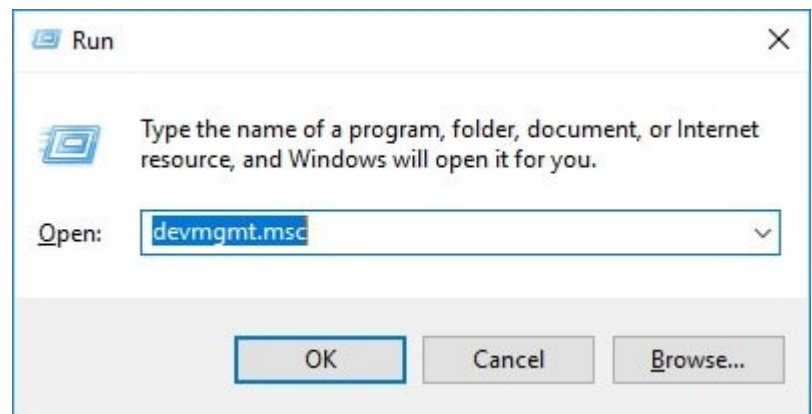 Run
Type the name of a program, folder, document, or Internet
resource, and Windows will open it for you.
Open: devmgmt.msc
OK Cancel Browse...